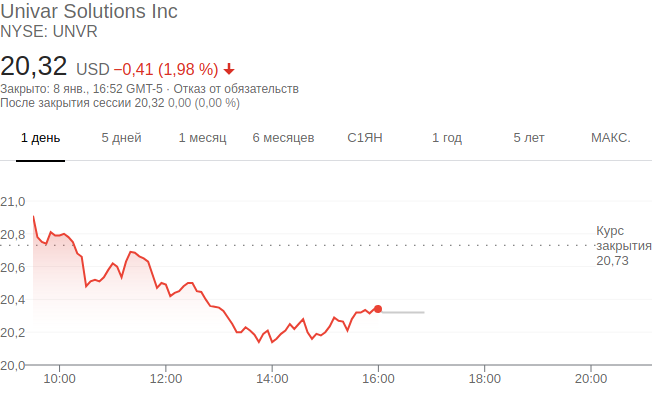 Univar Solutions Inc
NYSE: UNVR
20,32 USD −0,41 (1,98 %)
Закрыто: 8 янв., 16:52 GMT-5 · Отказ от обязательств
После закрытия сессии 20,32 0,00 (0,00 %)
1 день 5 дней 1 месяц 6 месяцев С1ЯН 1 год 5 лет МАКС.
21,0
20,8
20,6
20,4
20,2
20,0
Курс
закрытия
20,73
10:00 12:00 14:00 16:00 18:00 20:00